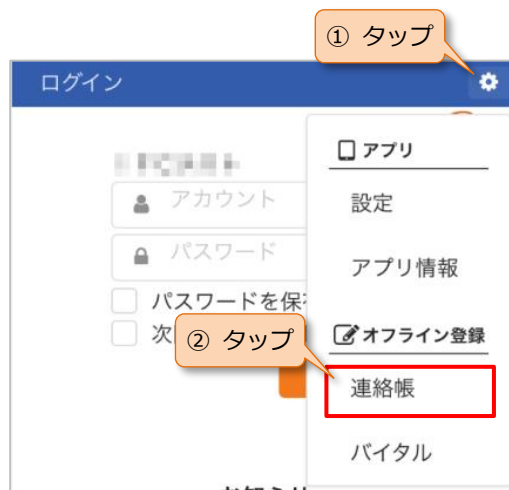 ① タップ
ログイン
アプリ
アカウント
設定
パスワード
アプリ情報
パスワードを保
次
② タップ
オフライン登録
連絡帳
バイタル